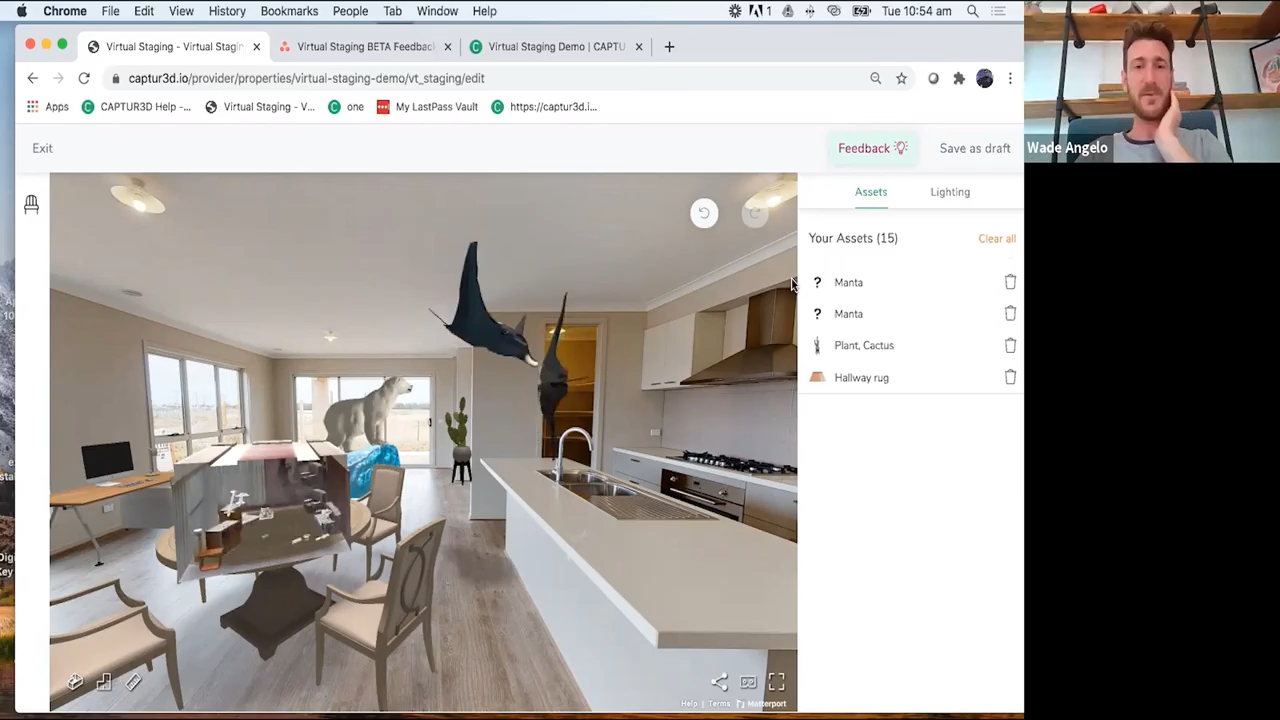 Chrome File Edit View History Bookmarks People Tab Window Help 1 Tue 10:54 am
Virtual Staging - Virtual Stagin Virtual Staging BETA Feedback Virtual Staging Demo | CAPTU
captur3d.io/provider/properties/virtual-staging-demo/vt_staging/edit
Apps CAPTUR3D Help -... Virtual Staging - V... one My LastPass Vault https://captur3d.i...
Wade Angelo
Exit Feedback Save as draft
Assets Lighting
Your Assets (15) Clear all
? Manta
? Manta
Plant, Cactus
Hallway rug
Key
Help | Terms Matterport